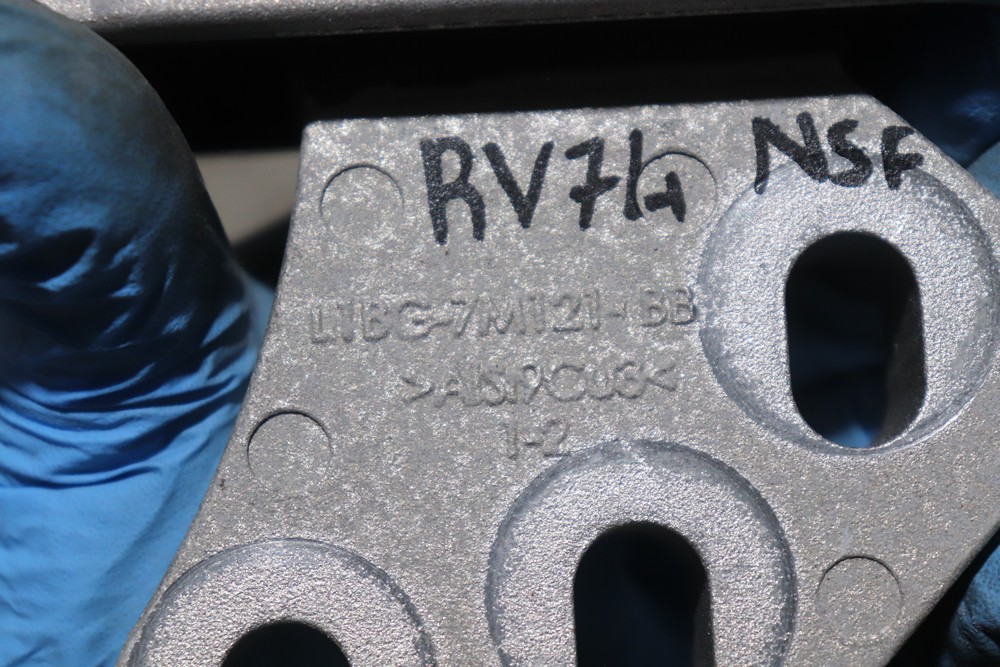 RV74 NSF
L1BG-7M121-BB
>AlSi9Cu3<
1-2